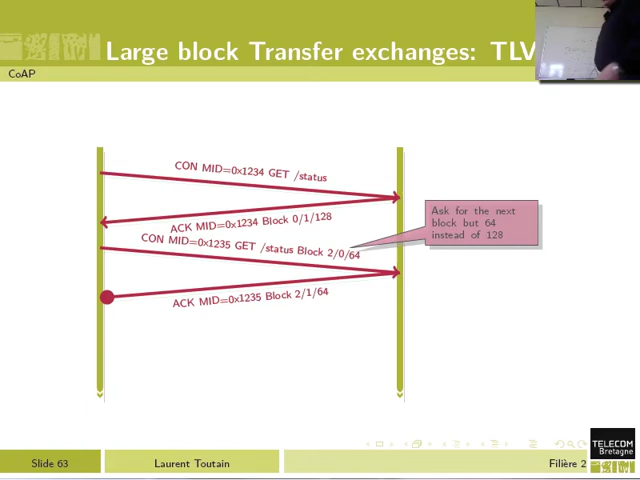 Large block Transfer exchanges: TLV
CoAP
CON MID=0x1234 GET /status
ACK MID=0x1234 Block 0/1/128
CON MID=0x1235 GET /status Block 2/0/64
ACK MID=0x1235 Block 2/1/64
Ask for the next
block but 64
instead of 128
TELECOM
Bretagne
Slide 63
Laurent Toutain
Filière 2